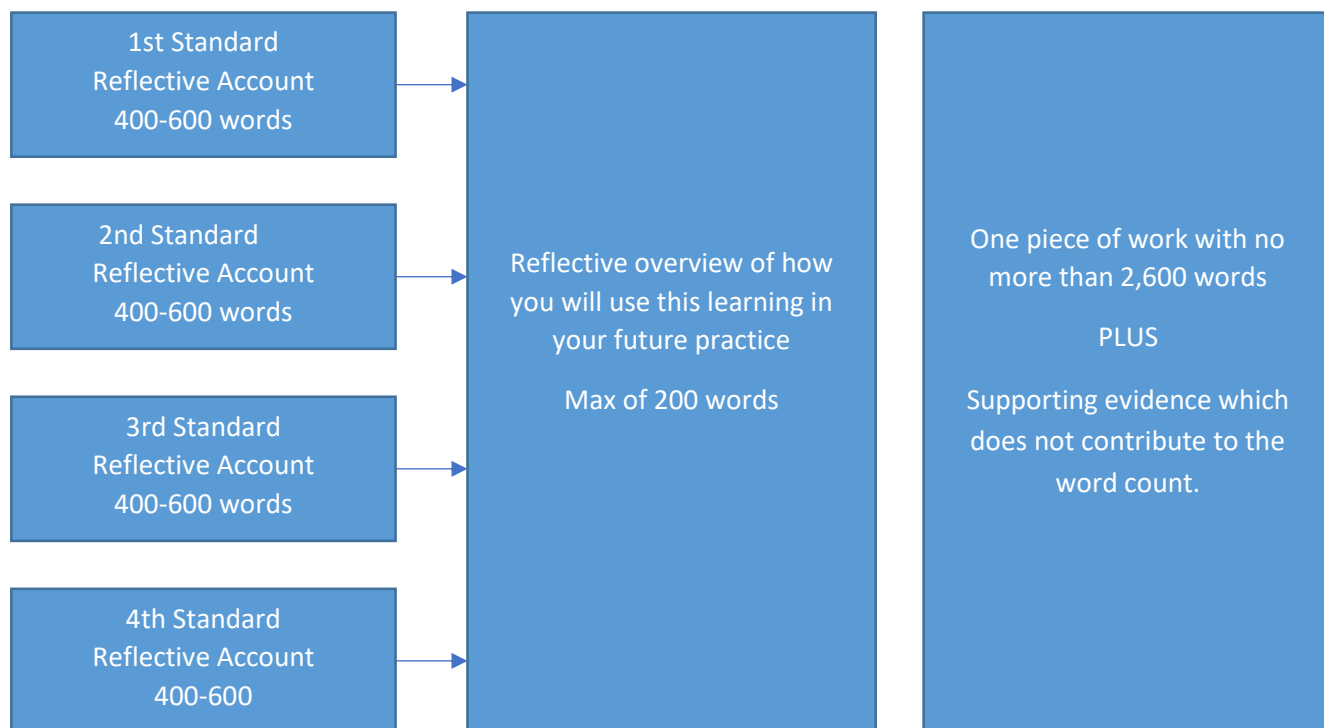 1st Standard
Reflective Account
400-600 words
2nd Standard
Reflective Account
400-600 words
3rd Standard
Reflective Account
400-600 words
4th Standard
Reflective Account
400-600
Reflective overview of how
you will use this learning in
your future practice
Max of 200 words
One piece of work with no
more than 2,600 words
PLUS
Supporting evidence which
does not contribute to the
word count.